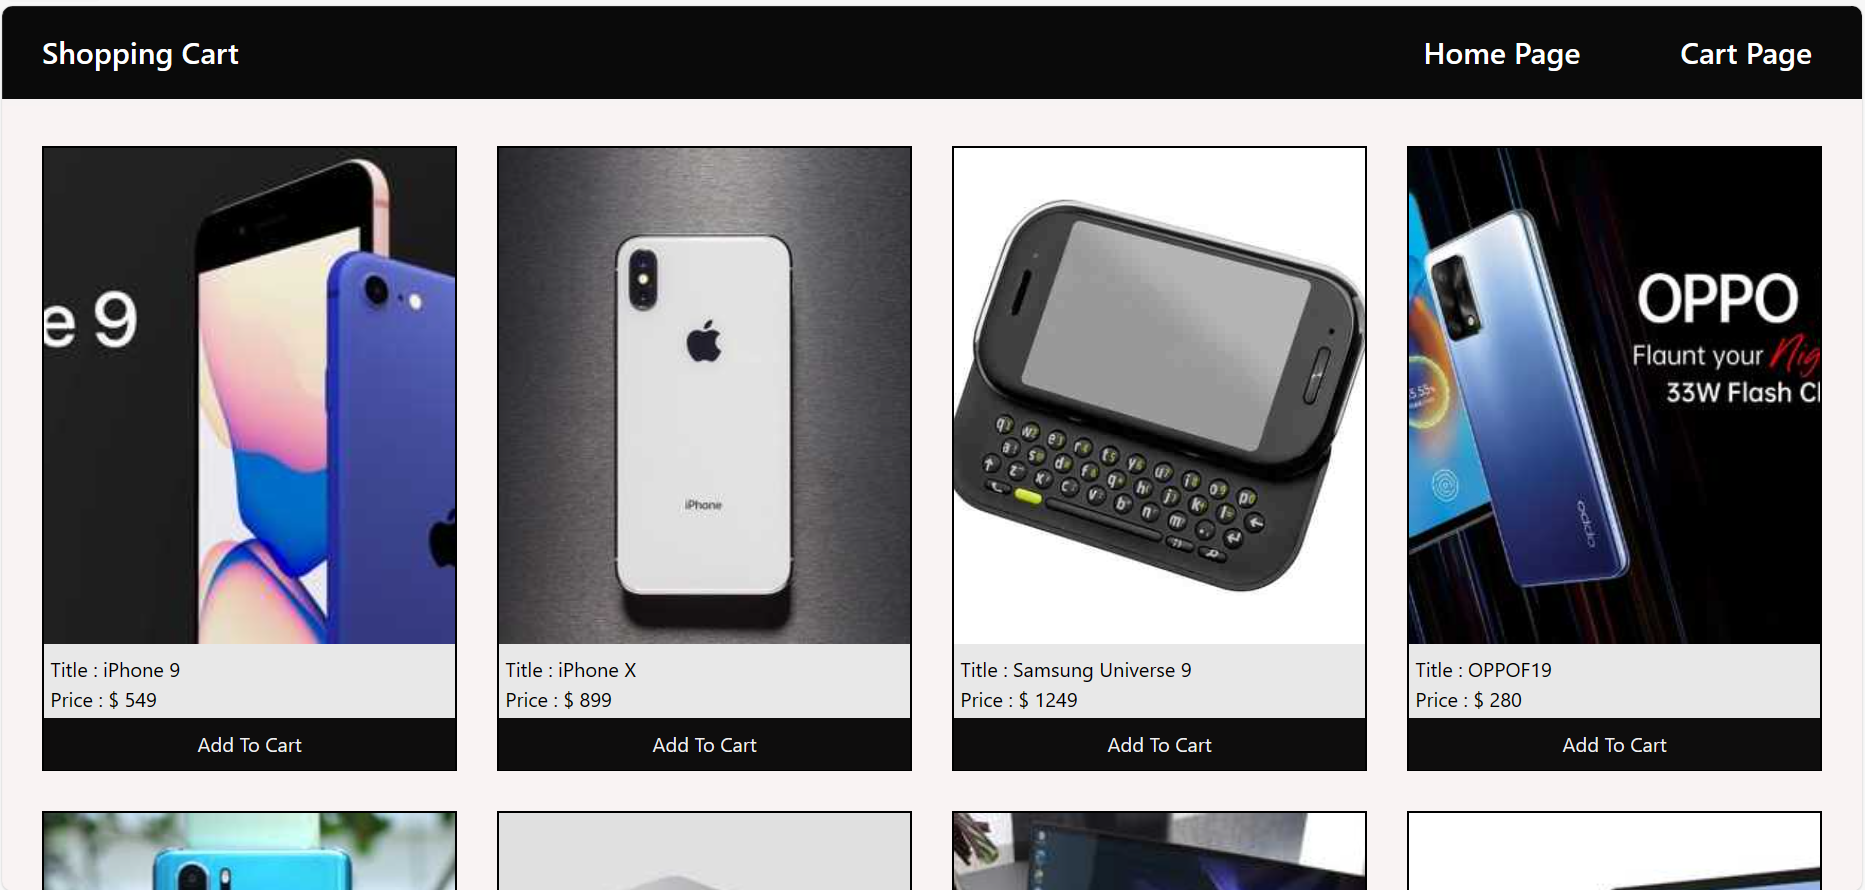 Shopping Cart
Home Page
Cart Page
e 9
iPhone
OPPO
Flaunt your
33W Flash
oppo
Title : iPhone 9
Price : $ 549
Add To Cart
Title : iPhone X
Price : $ 899
Add To Cart
Title : Samsung Universe 9
Price : $ 1249
Add To Cart
Title : OPPOF19
Price : $ 280
Add To Cart